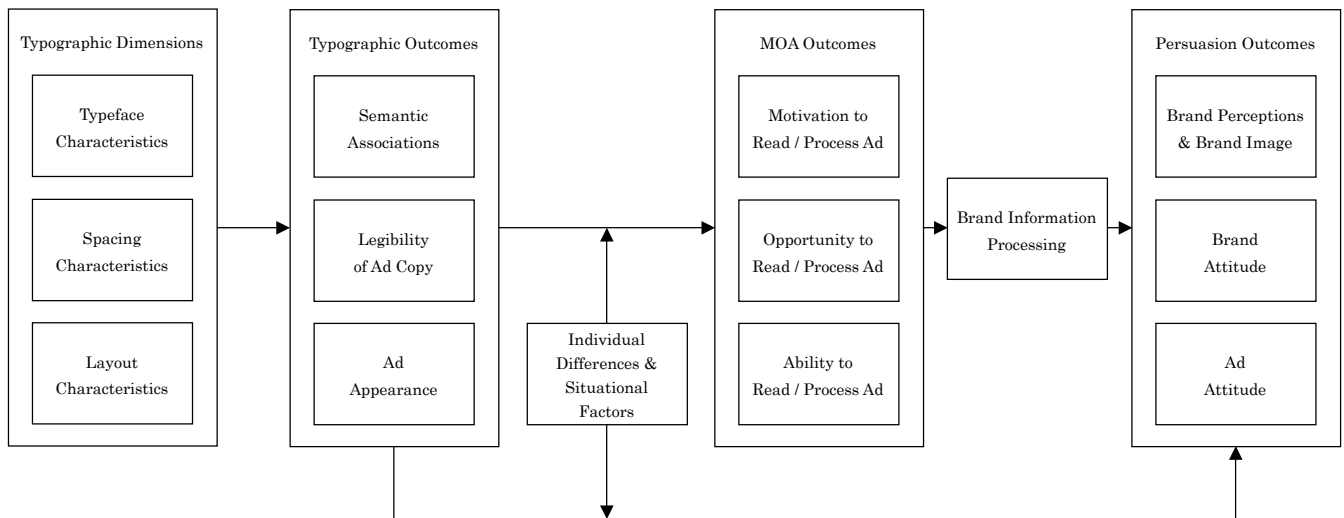 Typographic Dimensions
Typeface
Characteristics
Spacing
Characteristics
Layout
Characteristics
Typographic Outcomes
Semantic
Associations
Legibility
of Ad Copy
Ad
Appearance
Individual
Differences &
Situational
Factors
MOA Outcomes
Motivation to
Read / Process Ad
Opportunity to
Read / Process Ad
Ability to
Read / Process Ad
Brand Information
Processing
Persuasion Outcomes
Brand Perceptions
& Brand Image
Brand
Attitude
Ad
Attitude